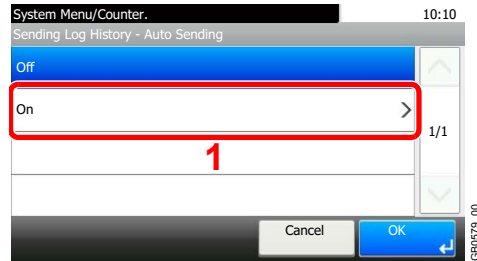 System Menu/Counter. 10:10
Sending Log History - Auto Sending
Off
On
1/1
1
Cancel OK
GB0579_00